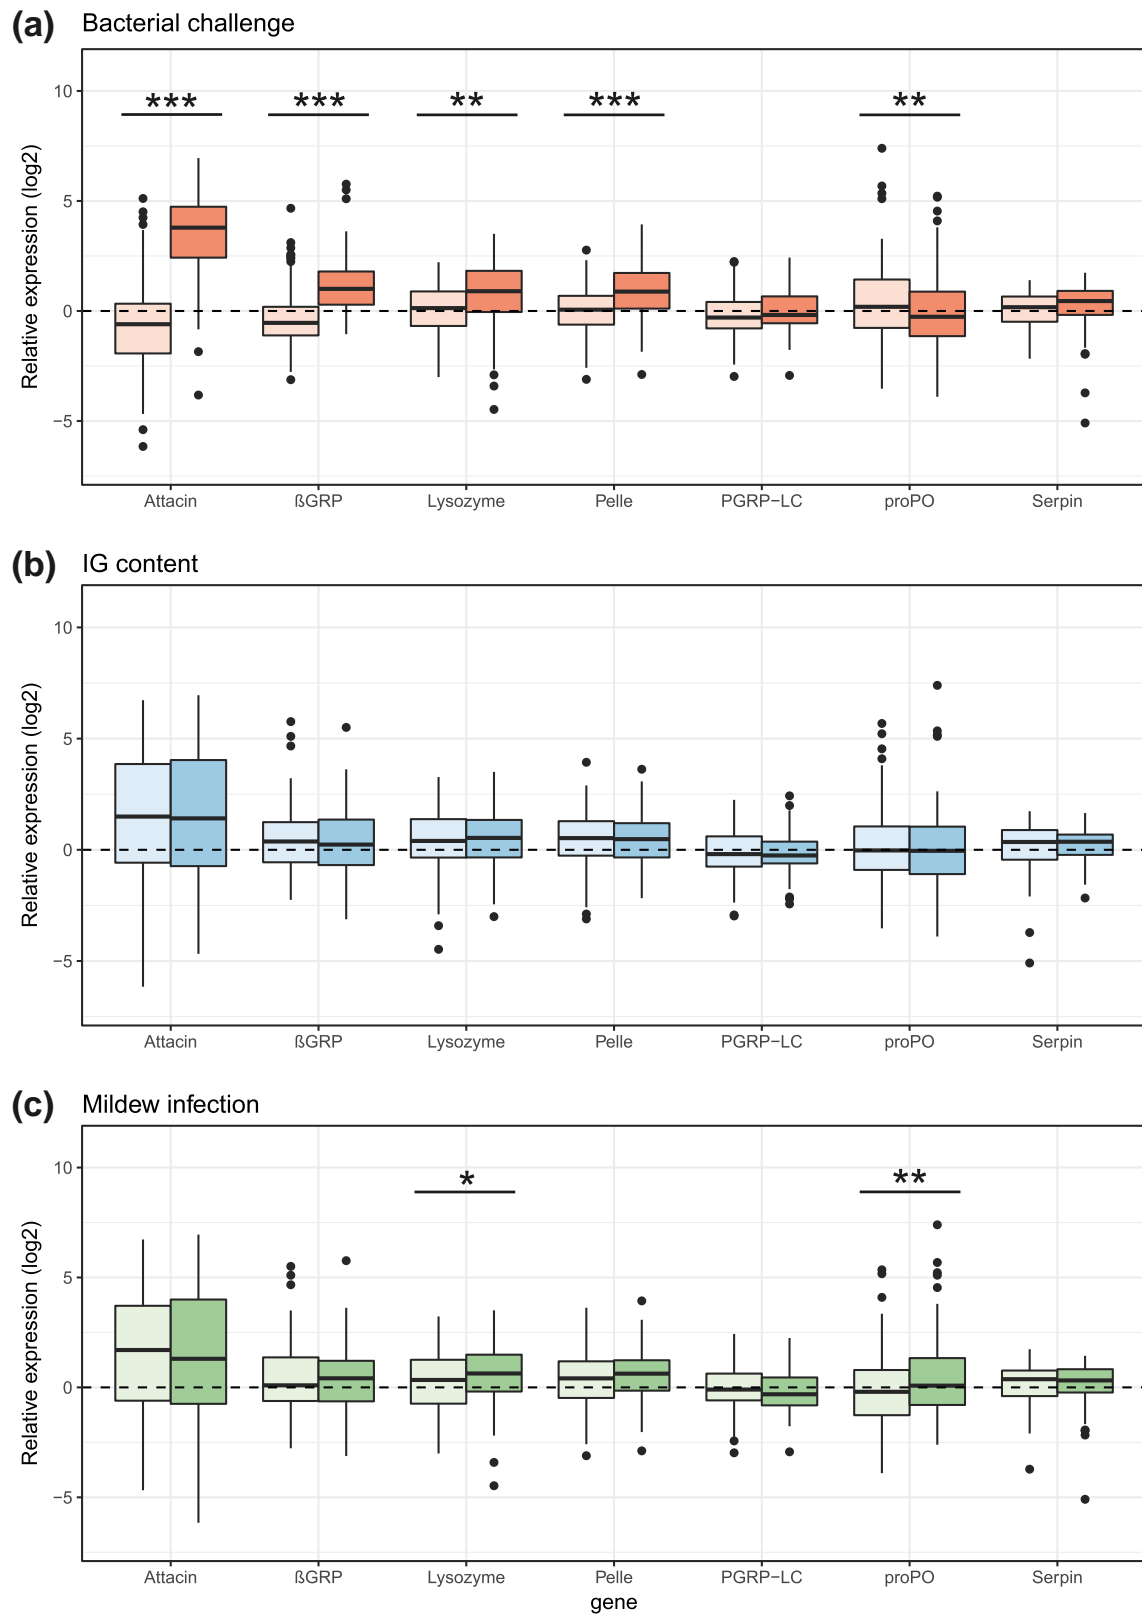 (a) Bacterial challenge
*** *** ** *** **
10
5
0
−5
Relative expression (log2)
Attacin ßGRP Lysozyme Pelle PGRP−LC proPO Serpin
(b) IG content
10
5
0
−5
Relative expression (log2)
Attacin ßGRP Lysozyme Pelle PGRP−LC proPO Serpin
(c) Mildew infection
* **
10
5
0
−5
Relative expression (log2)
Attacin ßGRP Lysozyme Pelle PGRP−LC proPO Serpin
gene